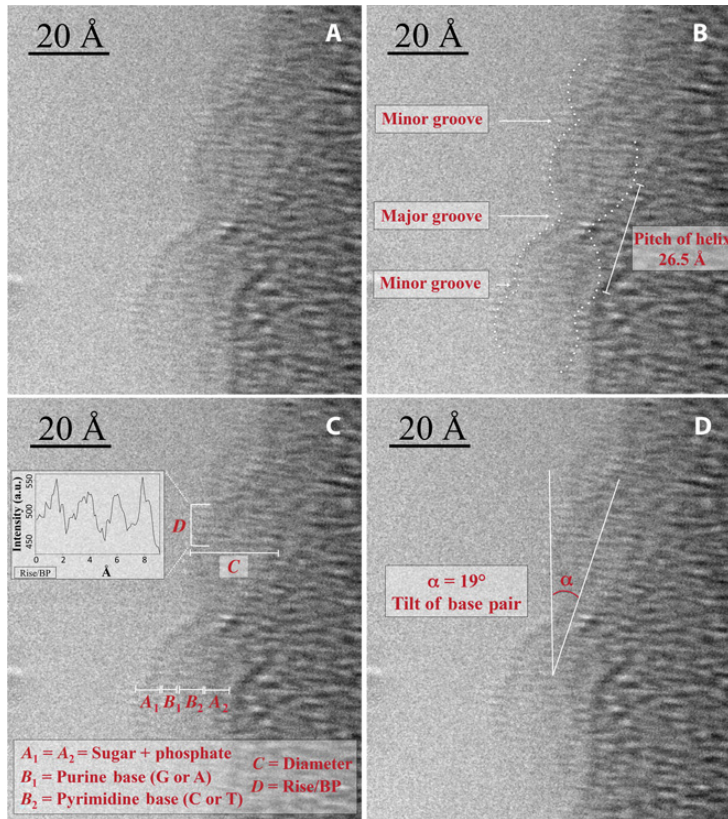 20 Å
A
20 Å
B
Minor groove
Major groove
Pitch of helix
26.5 Å
Minor groove
20 Å
C
Intensity (a.u.)
550
500
450
0 2 4 6 8
Å
Rise/BP
D
C
A1 B1 B2 A2
A1 = A2 = Sugar + phosphate
B1 = Purine base (G or A)
B2 = Pyrimidine base (C or T)
C = Diameter
D = Rise/BP
20 Å
D
α = 19°
Tilt of base pair
α